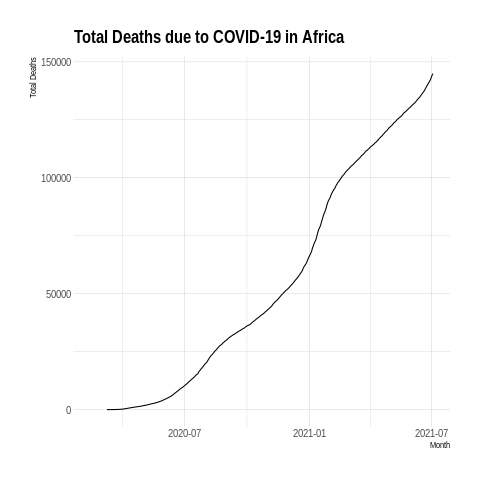 Total Deaths due to COVID-19 in Africa
Total Deaths
150000
100000
50000
0
2020-07
2021-01
2021-07
Month